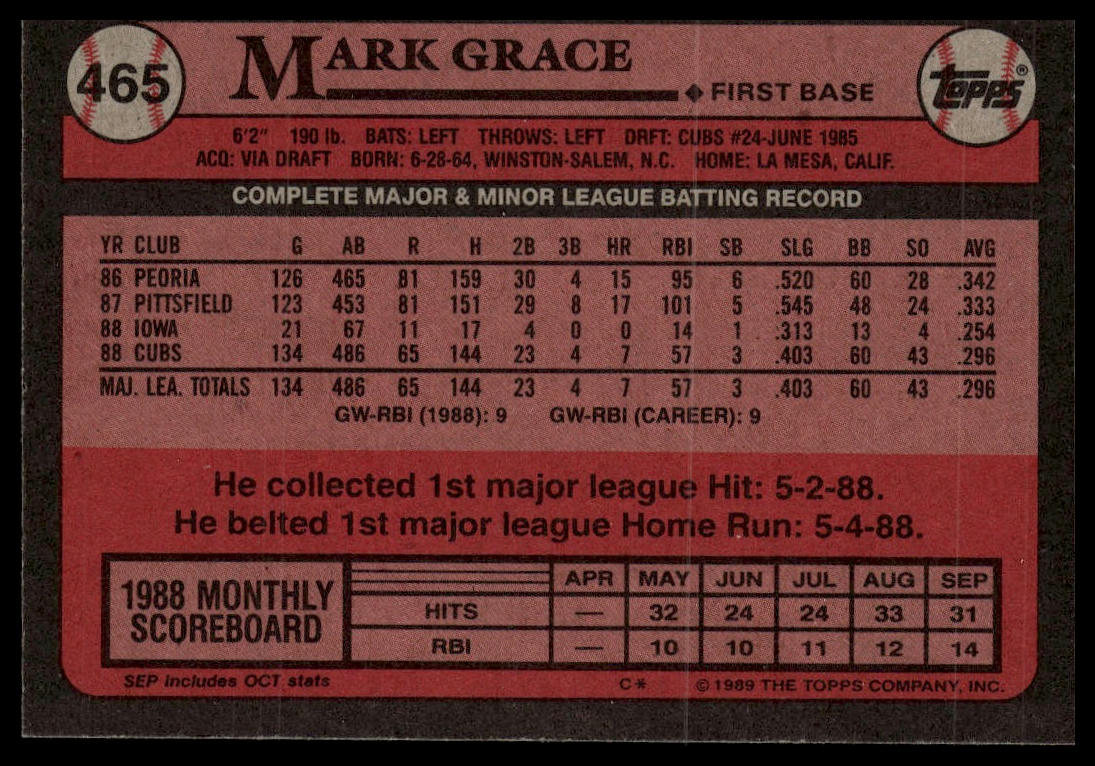 465
MARK GRACE
◆ FIRST BASE
TOPPS®
6'2" 190 lb. BATS: LEFT THROWS: LEFT DRFT: CUBS #24-JUNE 1985
ACQ: VIA DRAFT BORN: 6-28-64, WINSTON-SALEM, N.C. HOME: LA MESA, CALIF.
COMPLETE MAJOR & MINOR LEAGUE BATTING RECORD
YR CLUB G AB R H 2B 3B HR RBI SB SLG BB SO AVG
86 PEORIA 126 465 81 159 30 4 15 95 6 .520 60 28 .342
87 PITTSFIELD 123 453 81 151 29 8 17 101 5 .545 48 24 .333
88 IOWA 21 67 11 17 4 0 0 14 1 .313 13 4 .254
88 CUBS 134 486 65 144 23 4 7 57 3 .403 60 43 .296
MAJ. LEA. TOTALS 134 486 65 144 23 4 7 57 3 .403 60 43 .296
GW-RBI (1988): 9 GW-RBI (CAREER): 9
He collected 1st major league Hit: 5-2-88.
He belted 1st major league Home Run: 5-4-88.
1988 MONTHLY
SCOREBOARD
APR MAY JUN JUL AUG SEP
HITS — 32 24 24 33 31
RBI — 10 10 11 12 14
SEP includes OCT stats
C* © 1989 THE TOPPS COMPANY, INC.